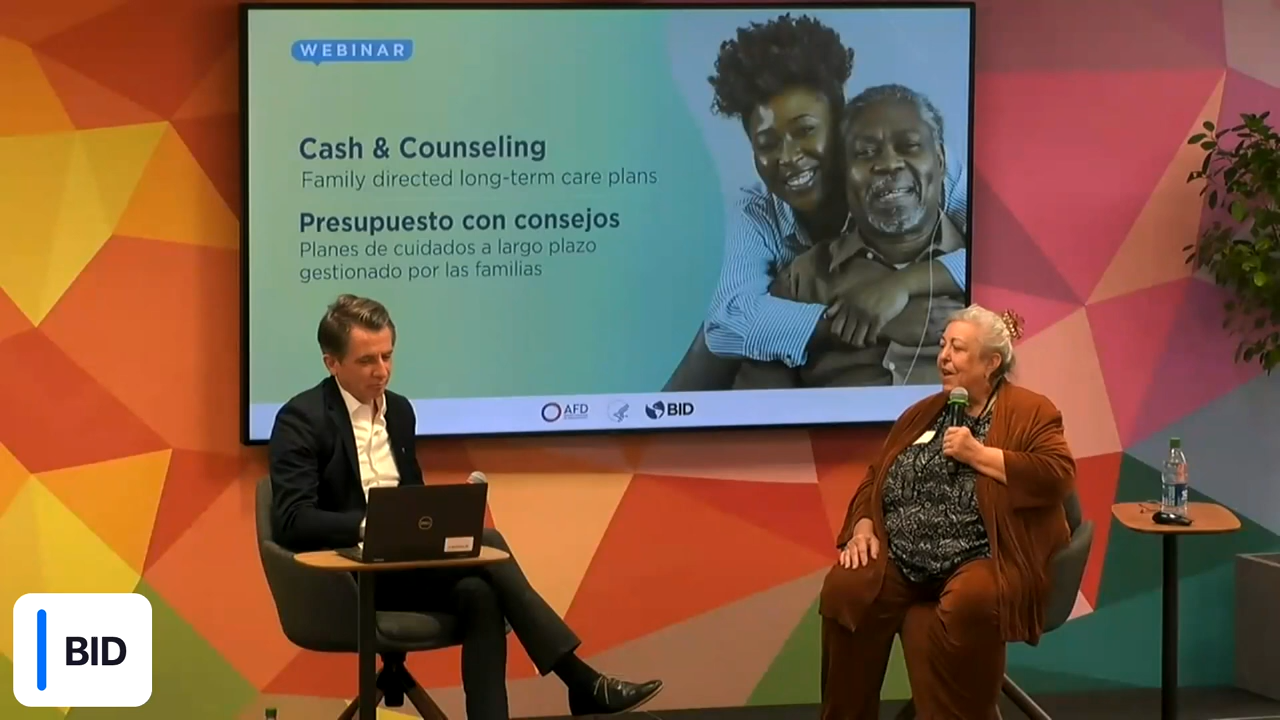 WEBINAR
Cash & Counseling
Family directed long-term care plans
Presupuesto con consejos
Planes de cuidados a largo plazo
gestionado por las familias
AFD
BID
DELL
BID